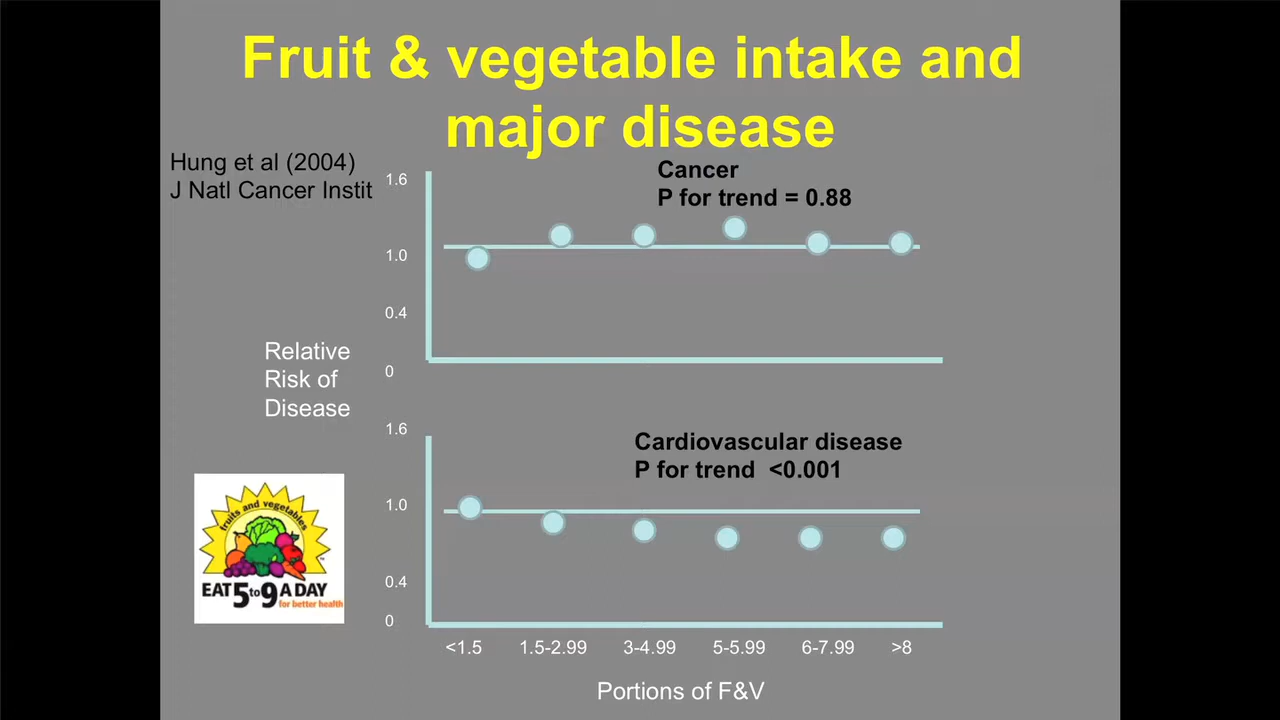 Fruit & vegetable intake and
major disease
Hung et al (2004)
J Natl Cancer Instit
Cancer
P for trend = 0.88
1.6
1.0
0.4
0
Relative
Risk of
Disease
Cardiovascular disease
P for trend <0.001
1.6
1.0
0.4
0
fruits and vegetables
EAT 5 to 9 A DAY
for better health
<1.5 1.5-2.99 3-4.99 5-5.99 6-7.99 >8
Portions of F&V